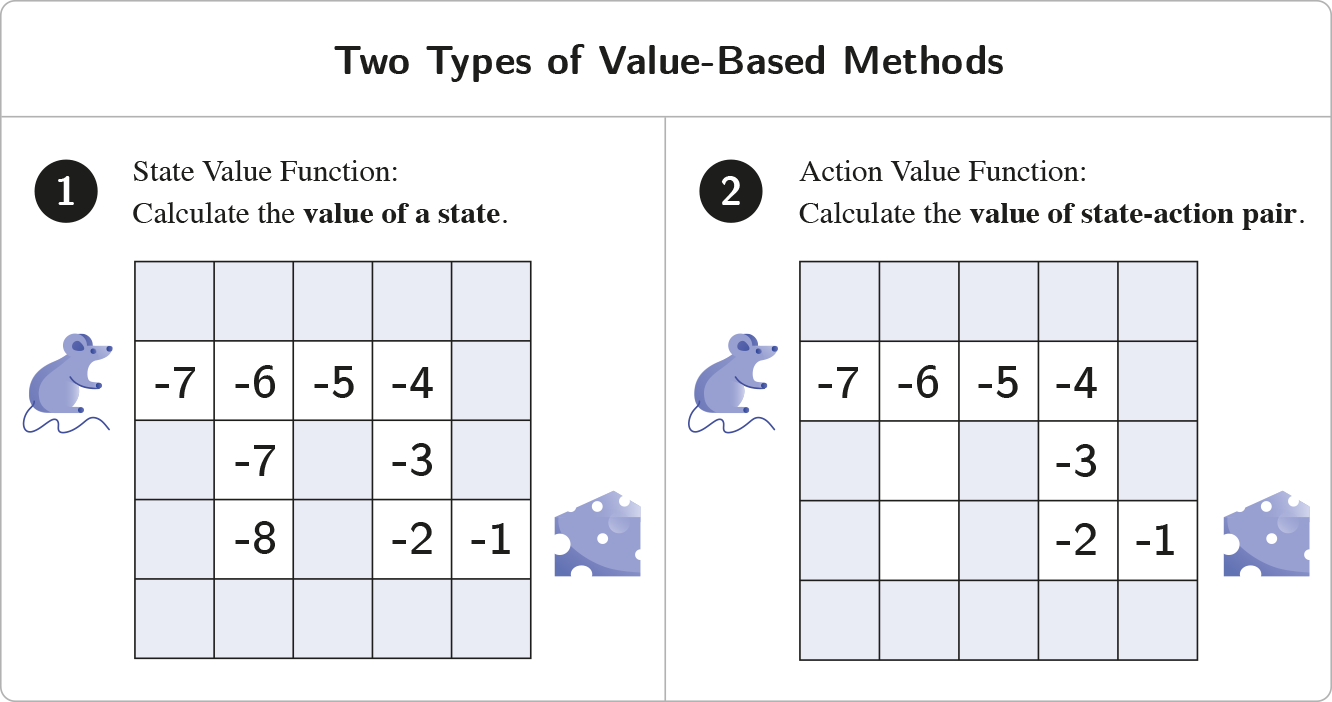 Two Types of Value-Based Methods
1
State Value Function:
Calculate the value of a state.
-7 -6 -5 -4
-7 -3
-8 -2 -1
2
Action Value Function:
Calculate the value of state-action pair.
-7 -6 -5 -4
-3
-2 -1